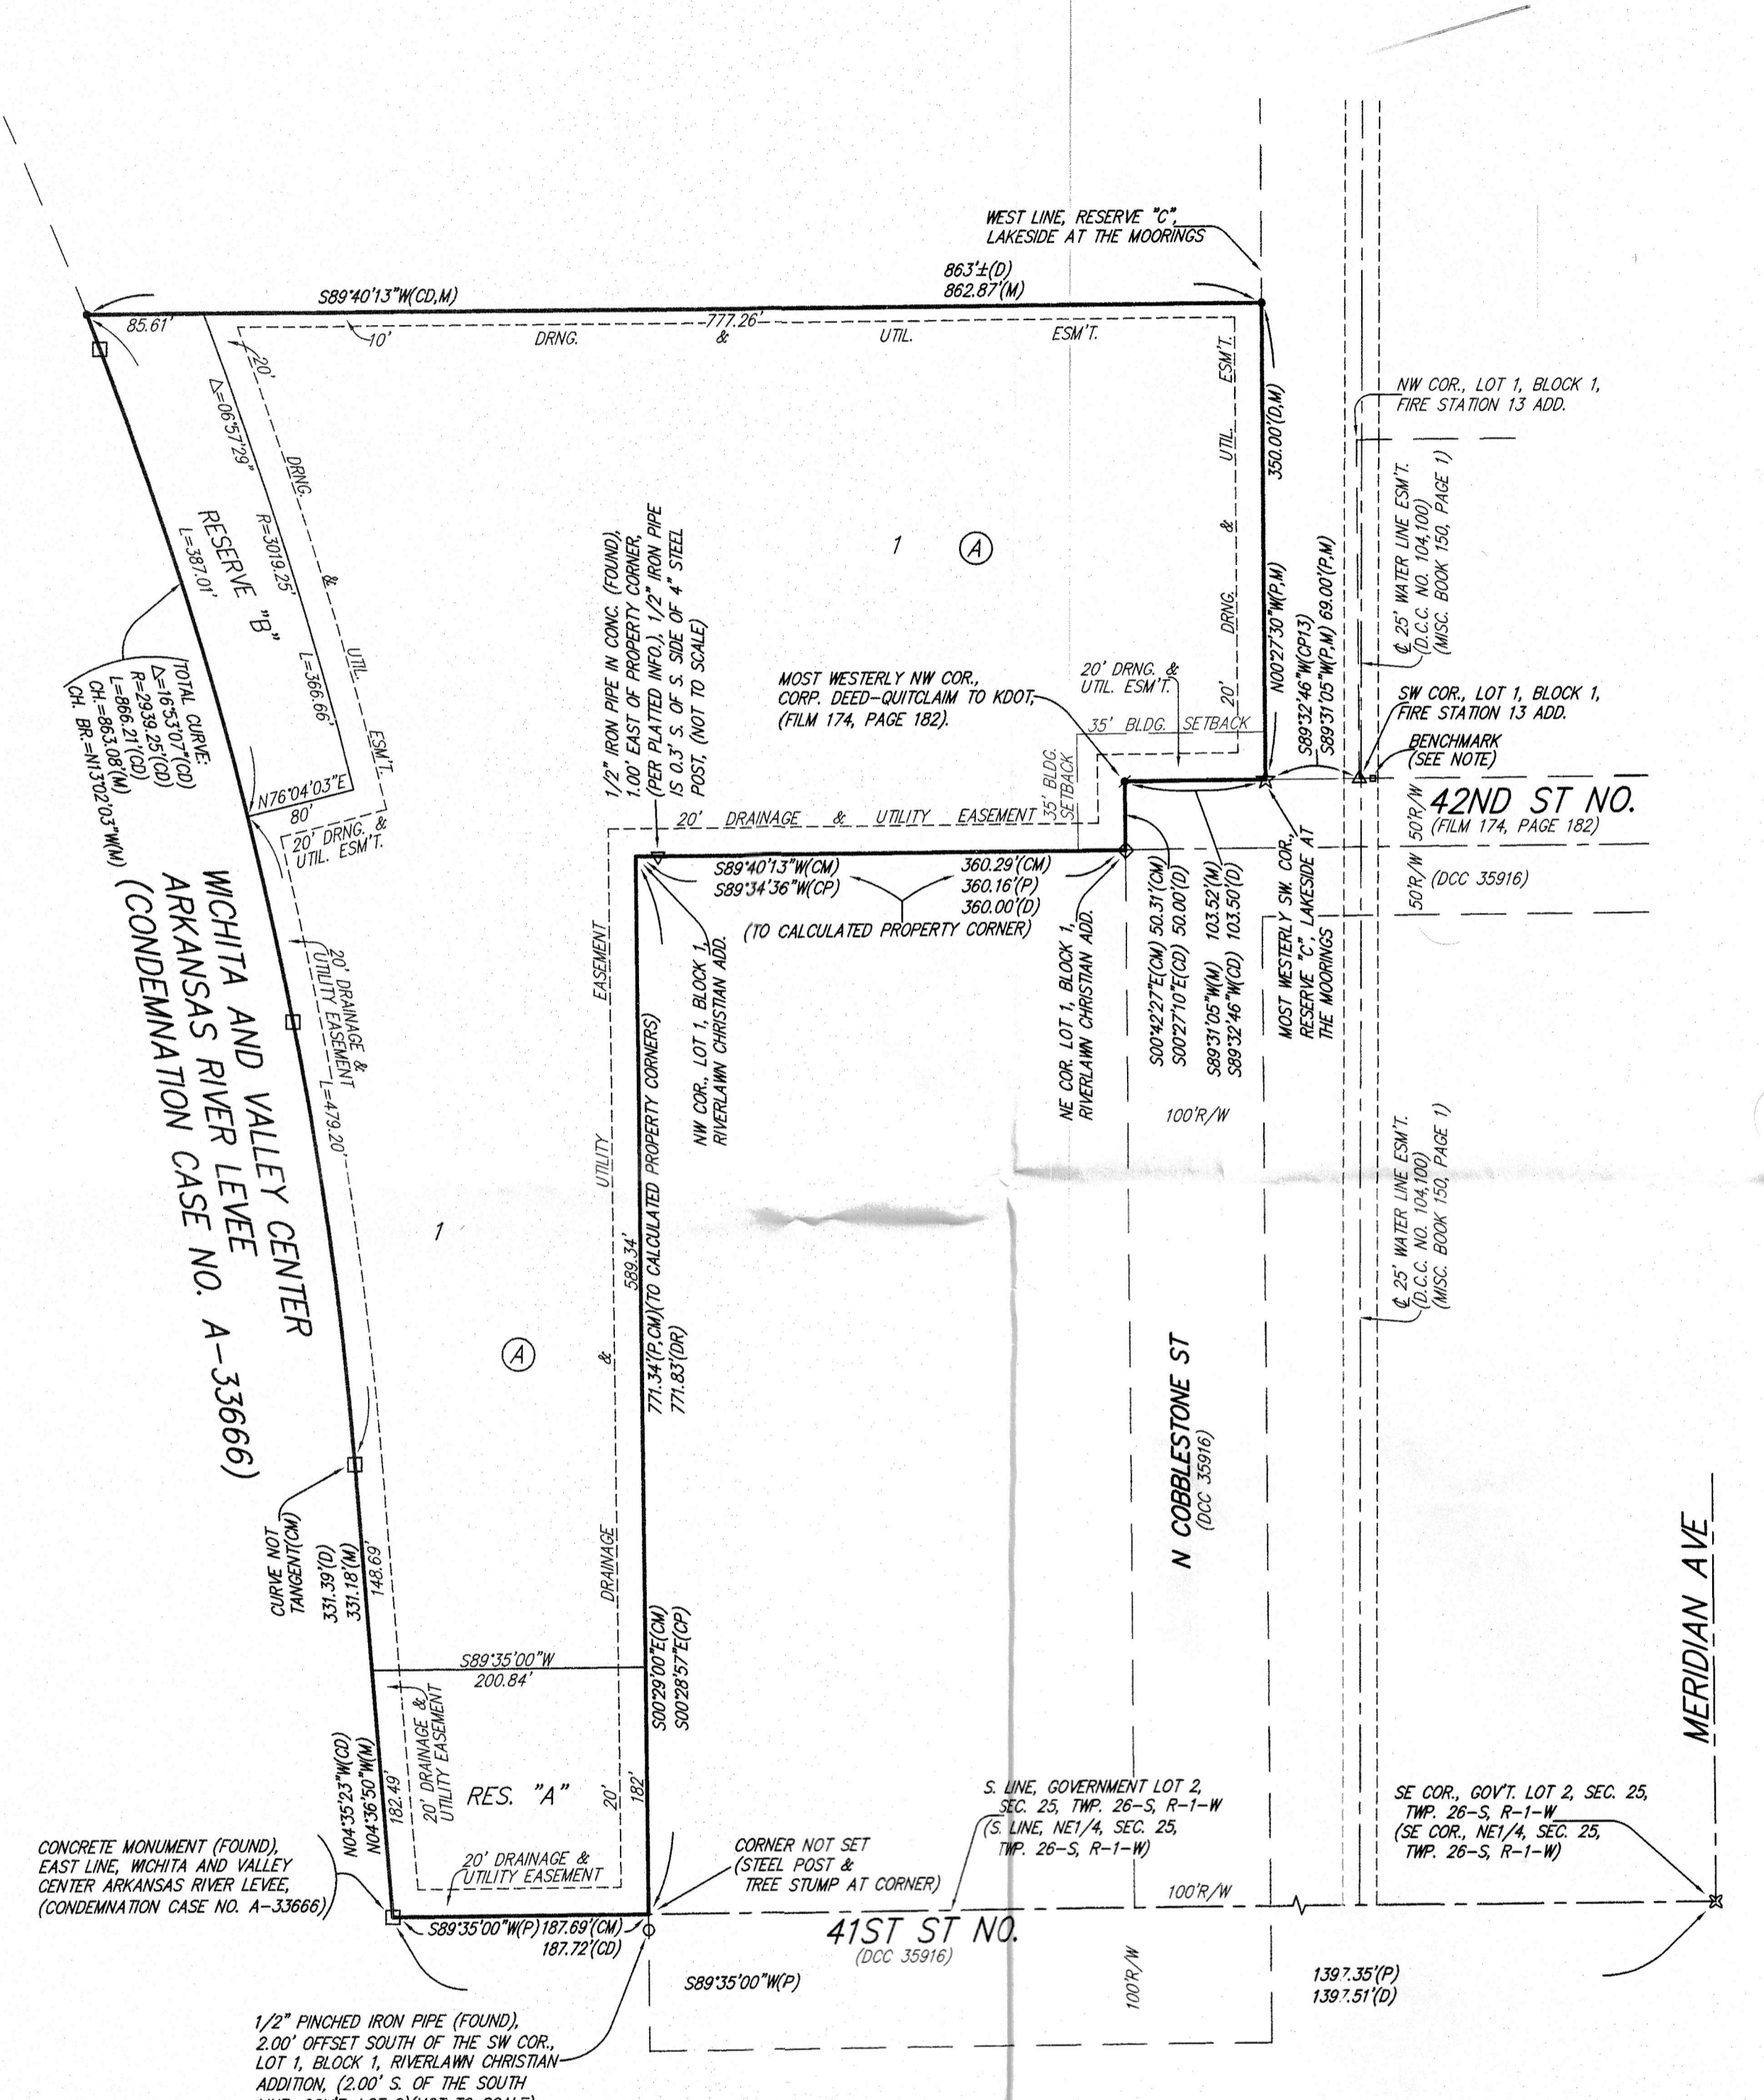 WEST LINE, RESERVE "C",
LAKESIDE AT THE MOORINGS
863'±(D)
862.87'(M)
S89°40'13"W(CD,M)
85.61'
777.26'
10'
DRNG.
&
UTIL.
ESM'T.
20'
DRNG.
&
UTIL.
ESM'T.
Δ=06°57'29"
R=3019.25'
L=366.66'
RESERVE "B"
L=387.01'
TOTAL CURVE:
Δ=16°53'07"(CD)
R=2939.25'(CD)
L=866.21'(CD)
CH.=863.08'(M)
CH. BR.=N13°02'03"W(M)
N76°04'03"E
80'
20' DRNG. &
UTIL. ESM'T.
1
A
20'
DRNG.
&
UTIL.
ESM'T.
350.00'(D,M)
N00°27'30"W(P,M)
NW COR., LOT 1, BLOCK 1,
FIRE STATION 13 ADD.
℄ 25' WATER LINE ESM'T.
(D.C.C. NO. 104,100)
(MISC. BOOK 150, PAGE 1)
S89°32'46"W(CP13)
S89°31'05"W(P,M) 69.00'(P,M)
SW COR., LOT 1, BLOCK 1,
FIRE STATION 13 ADD.
BENCHMARK
(SEE NOTE)
1/2" IRON PIPE IN CONC. (FOUND),
1.00' EAST OF PROPERTY CORNER,
(PER PLATTED INFO.), 1/2" IRON PIPE
IS 0.3' S. OF S. SIDE OF 4" STEEL
POST, (NOT TO SCALE)
MOST WESTERLY NW COR.,
CORP. DEED-QUITCLAIM TO KDOT,
(FILM 174, PAGE 182).
20' DRNG. &
UTIL. ESM'T.
35' BLDG. SETBACK
35' BLDG.
SETBACK
42ND ST NO.
(FILM 174, PAGE 182)
50'R/W
50'R/W
(DCC 35916)
20' DRAINAGE & UTILITY EASEMENT
S89°40'13"W(CM)
S89°34'36"W(CP)
360.29'(CM)
360.16'(P)
360.00'(D)
(TO CALCULATED PROPERTY CORNER)
NW COR., LOT 1, BLOCK 1,
RIVERLAWN CHRISTIAN ADD.
NE COR. LOT 1, BLOCK 1,
RIVERLAWN CHRISTIAN ADD.
S00°42'27"E(CM) 50.31'(CM)
S00°27'10"E(CD) 50.00'(D)
S89°31'05"W(M) 103.52'(M)
S89°32'46"W(CD) 103.50'(D)
MOST WESTERLY SW. COR.,
RESERVE "C", LAKESIDE AT
THE MOORINGS
100'R/W
WICHITA AND VALLEY CENTER
ARKANSAS RIVER LEVEE
(CONDEMNATION CASE NO. A-33666)
20' DRAINAGE &
UTILITY EASEMENT
L=479.20'
1
A
DRAINAGE
&
UTILITY
EASEMENT
589.34'
771.34'(P,CM)(TO CALCULATED PROPERTY CORNERS)
771.83'(DR)
℄ 25' WATER LINE ESM'T.
(D.C.C. NO. 104,100)
(MISC. BOOK 150, PAGE 1)
N COBBLESTONE ST
(DCC 35916)
MERIDIAN AVE
CURVE NOT
TANGENT(CM)
331.39'(D)
331.18'(M)
148.69'
S89°35'00"W
200.84'
S00°29'00"E(CM)
S00°28'57"E(CP)
20' DRAINAGE &
UTILITY EASEMENT
N04°35'23"W(CD)
N04°36'50"W(M)
182.49'
RES. "A"
20'
182'
20' DRAINAGE &
UTILITY EASEMENT
CONCRETE MONUMENT (FOUND),
EAST LINE, WICHITA AND VALLEY
CENTER ARKANSAS RIVER LEVEE,
(CONDEMNATION CASE NO. A-33666)
CORNER NOT SET
(STEEL POST &
TREE STUMP AT CORNER)
S. LINE, GOVERNMENT LOT 2,
SEC. 25, TWP. 26-S, R-1-W
(S. LINE, NE1/4, SEC. 25,
TWP. 26-S, R-1-W)
SE COR., GOV'T. LOT 2, SEC. 25,
TWP. 26-S, R-1-W
(SE COR., NE1/4, SEC. 25,
TWP. 26-S, R-1-W)
100'R/W
S89°35'00"W(P) 187.69'(CM)
187.72'(CD)
41ST ST NO.
(DCC 35916)
S89°35'00"W(P)
100'R/W
1397.35'(P)
1397.51'(D)
1/2" PINCHED IRON PIPE (FOUND),
2.00' OFFSET SOUTH OF THE SW COR.,
LOT 1, BLOCK 1, RIVERLAWN CHRISTIAN
ADDITION, (2.00' S. OF THE SOUTH